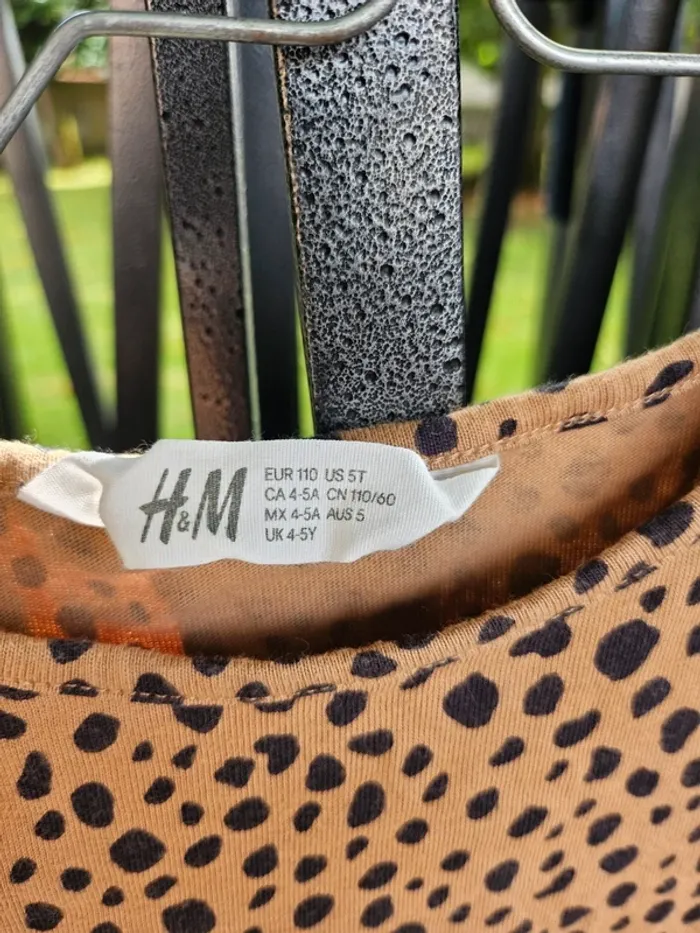 H&M
EUR 110 US 5T
CA 4-5A CN 110/60
MX 4-5A AUS 5
UK 4-5Y